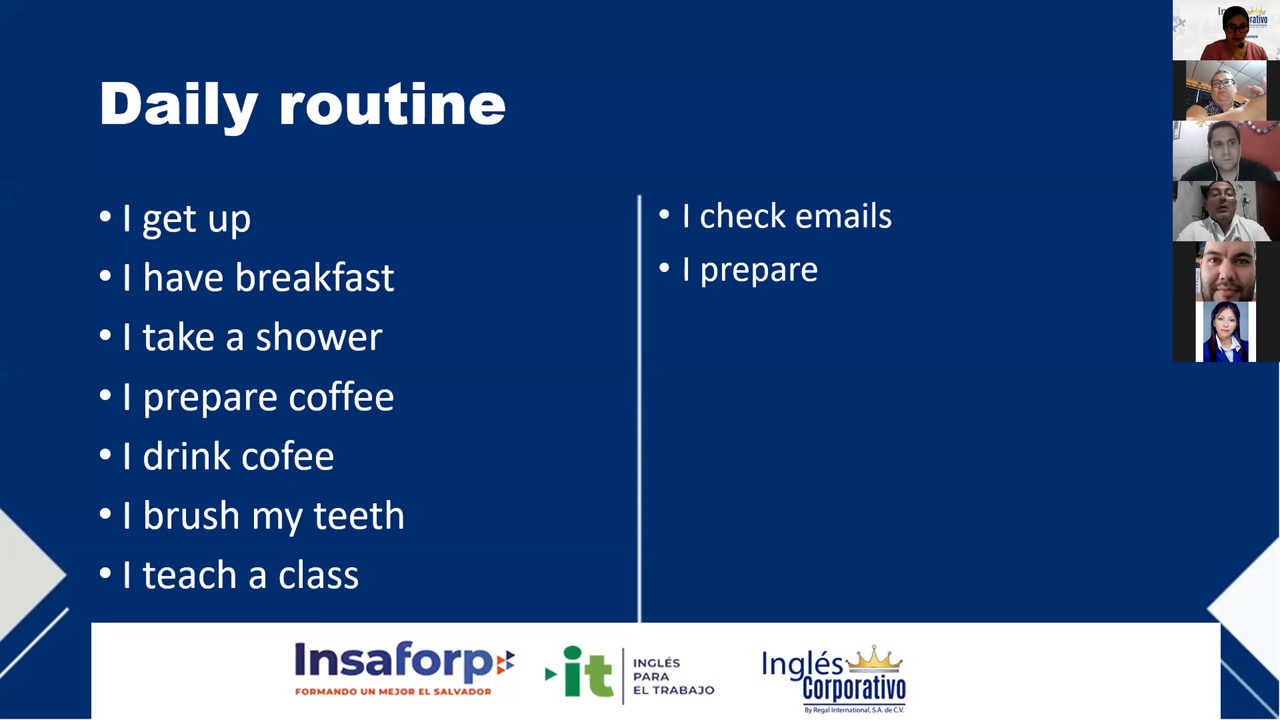 Daily routine
• I get up
• I have breakfast
• I take a shower
• I prepare coffee
• I drink cofee
• I brush my teeth
• I teach a class
• I check emails
• I prepare
Insaforp
FORMANDO UN MEJOR EL SALVADOR
it
INGLÉS
PARA
EL TRABAJO
Inglés
Corporativo
By Regal International, S.A. de C.V.